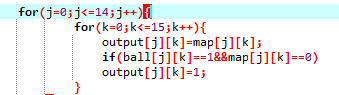 for(j=0;j<=14;j++){
for(k=0;k<=15;k++){
output[j][k]=map[j][k];
if(ball[j][k]==1&&map[j][k]==0)
output[j][k]=1;
}